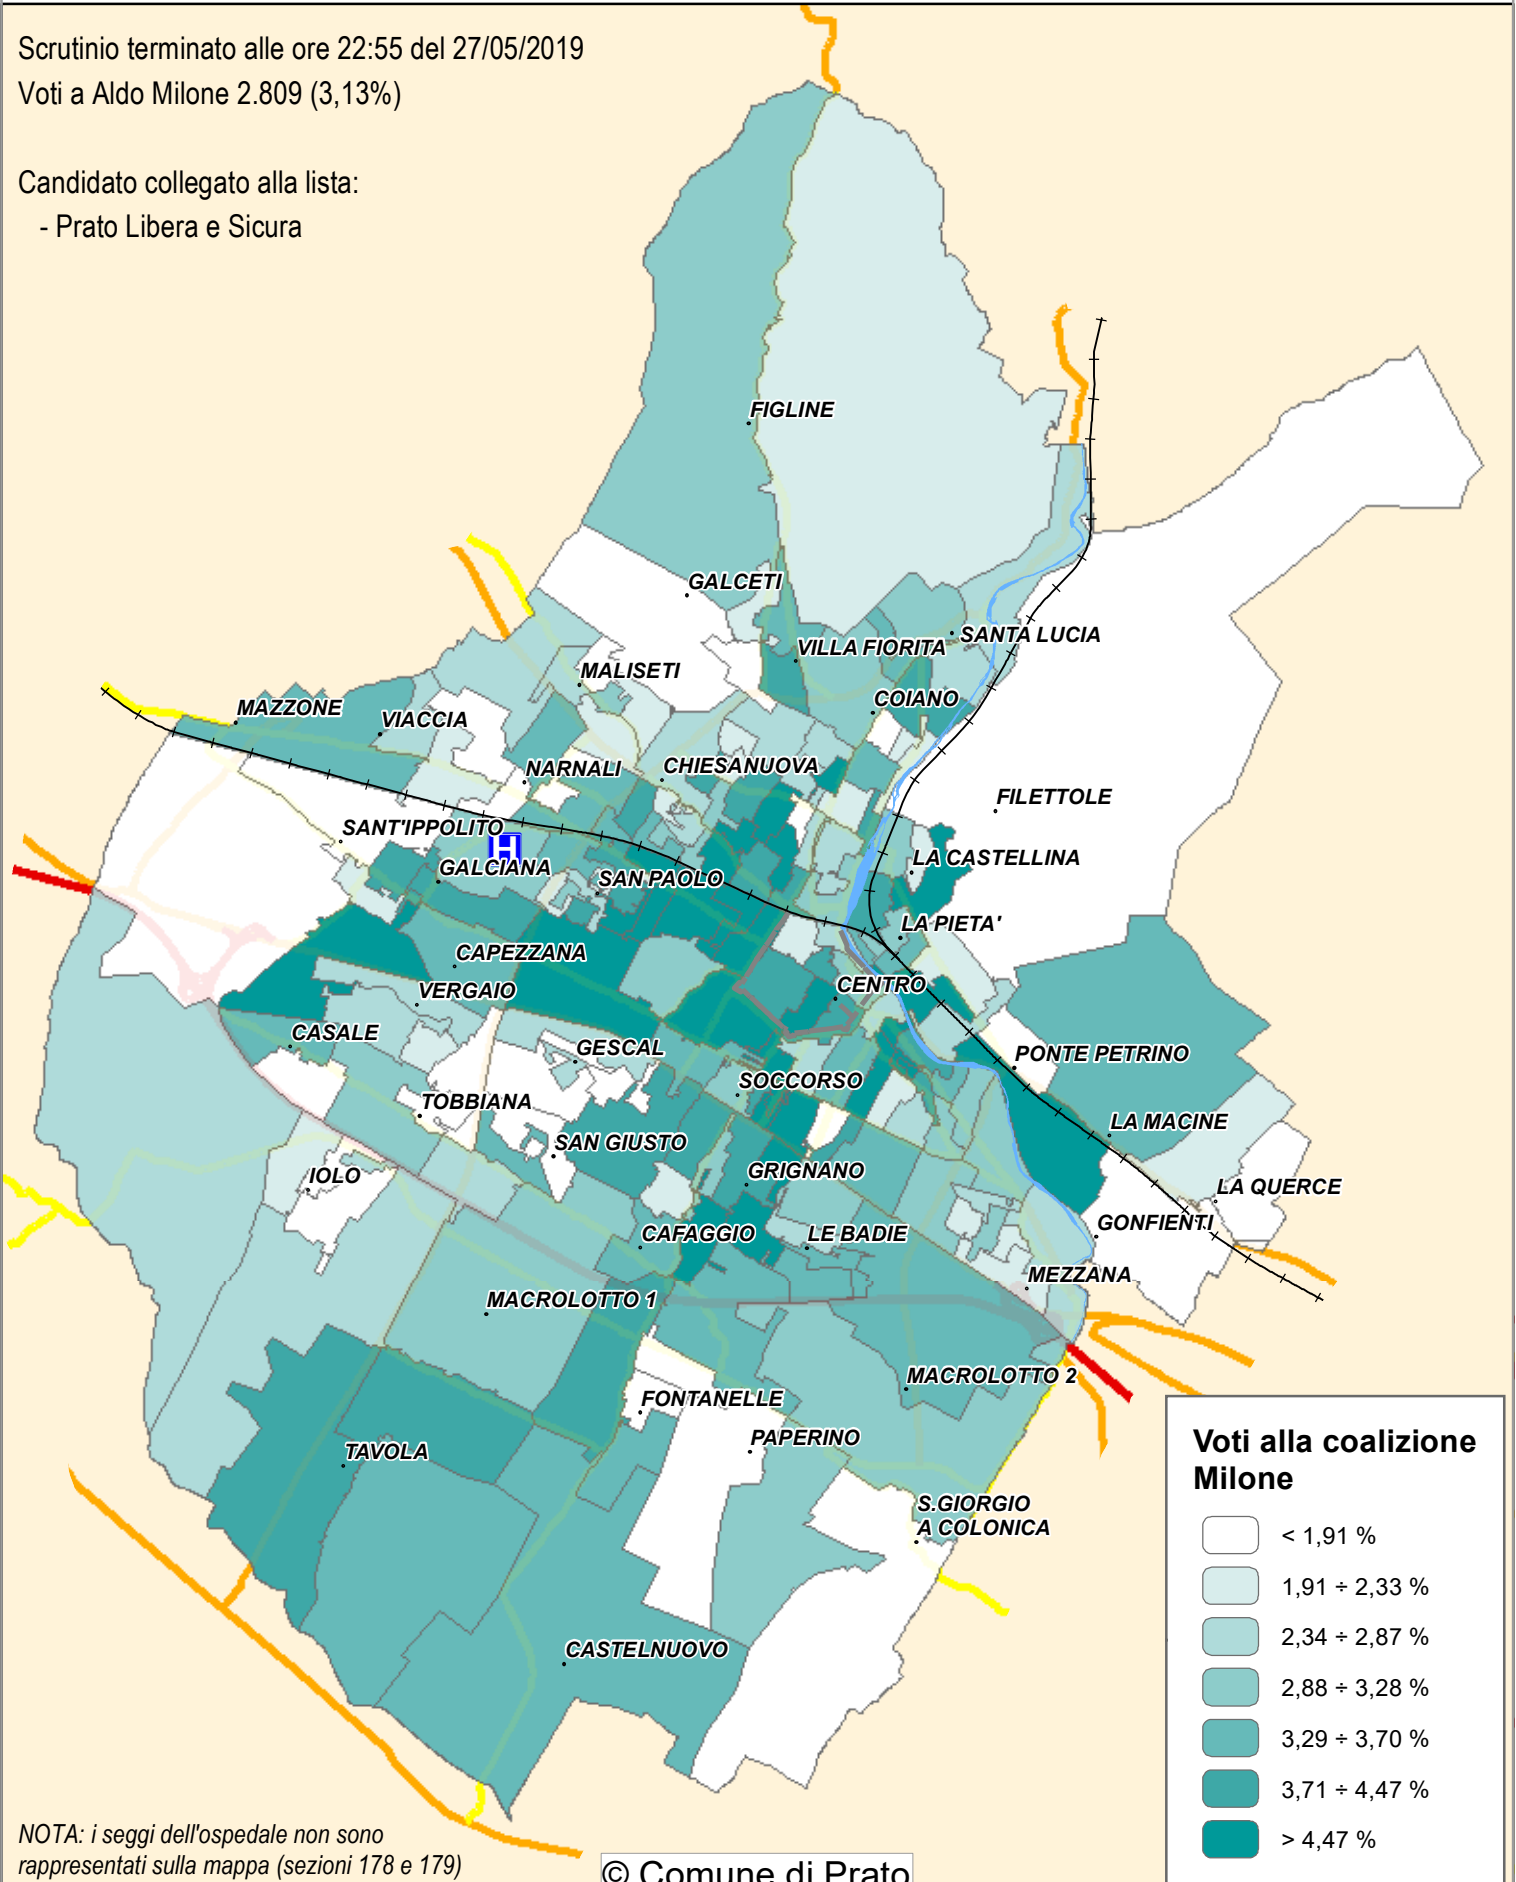 Scrutinio terminato alle ore 22:55 del 27/05/2019
Voti a Aldo Milone 2.809 (3,13%)
Candidato collegato alla lista:
- Prato Libera e Sicura
FIGLINE
GALCETI
SANTA LUCIA
VILLA FIORITA
MALISETI
COIANO
MAZZONE
VIACCIA
NARNALI
CHIESANUOVA
FILETTOLE
SANT'IPPOLITO
H
LA CASTELLINA
GALCIANA
SAN PAOLO
LA PIETA'
CAPEZZANA
CENTRO
VERGAIO
CASALE
GESCAL
PONTE PETRINO
SOCCORSO
TOBBIANA
LA MACINE
SAN GIUSTO
IOLO
GRIGNANO
LA QUERCE
GONFIENTI
CAFAGGIO
LE BADIE
MEZZANA
MACROLOTTO 1
MACROLOTTO 2
FONTANELLE
PAPERINO
TAVOLA
S.GIORGIO
A COLONICA
CASTELNUOVO
Voti alla coalizione
Milone
< 1,91 %
1,91 ÷ 2,33 %
2,34 ÷ 2,87 %
2,88 ÷ 3,28 %
3,29 ÷ 3,70 %
3,71 ÷ 4,47 %
> 4,47 %
NOTA: i seggi dell'ospedale non sono
rappresentati sulla mappa (sezioni 178 e 179)
© Comune di Prato